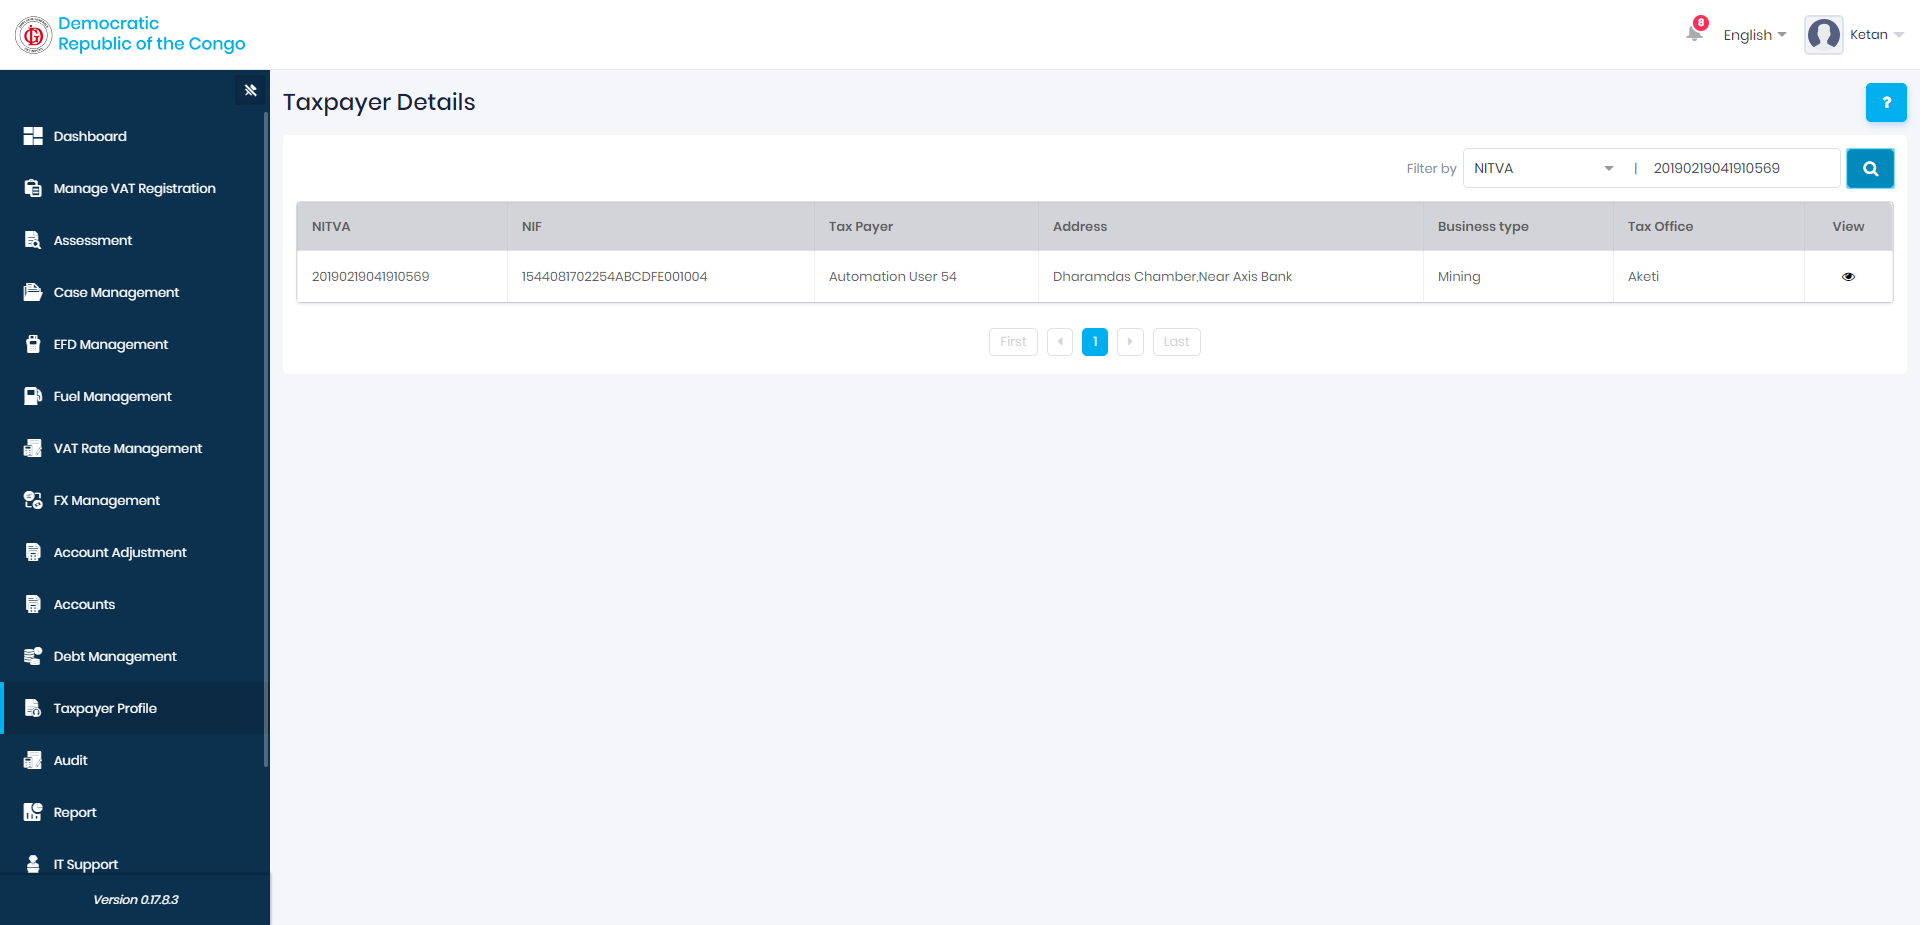 Democratic
Republic of the Congo
8
English
Ketan
Dashboard
Manage VAT Registration
Assessment
Case Management
EFD Management
Fuel Management
VAT Rate Management
FX Management
Account Adjustment
Accounts
Debt Management
Taxpayer Profile
Audit
Report
IT Support
Version 0.17.8.3
Taxpayer Details
?
Filter by NITVA | 20190219041910569
NITVA NIF Tax Payer Address Business type Tax Office View
20190219041910569 1544081702254ABCDFE001004 Automation User 54 Dharamdas Chamber,Near Axis Bank Mining Aketi
First 1 Last